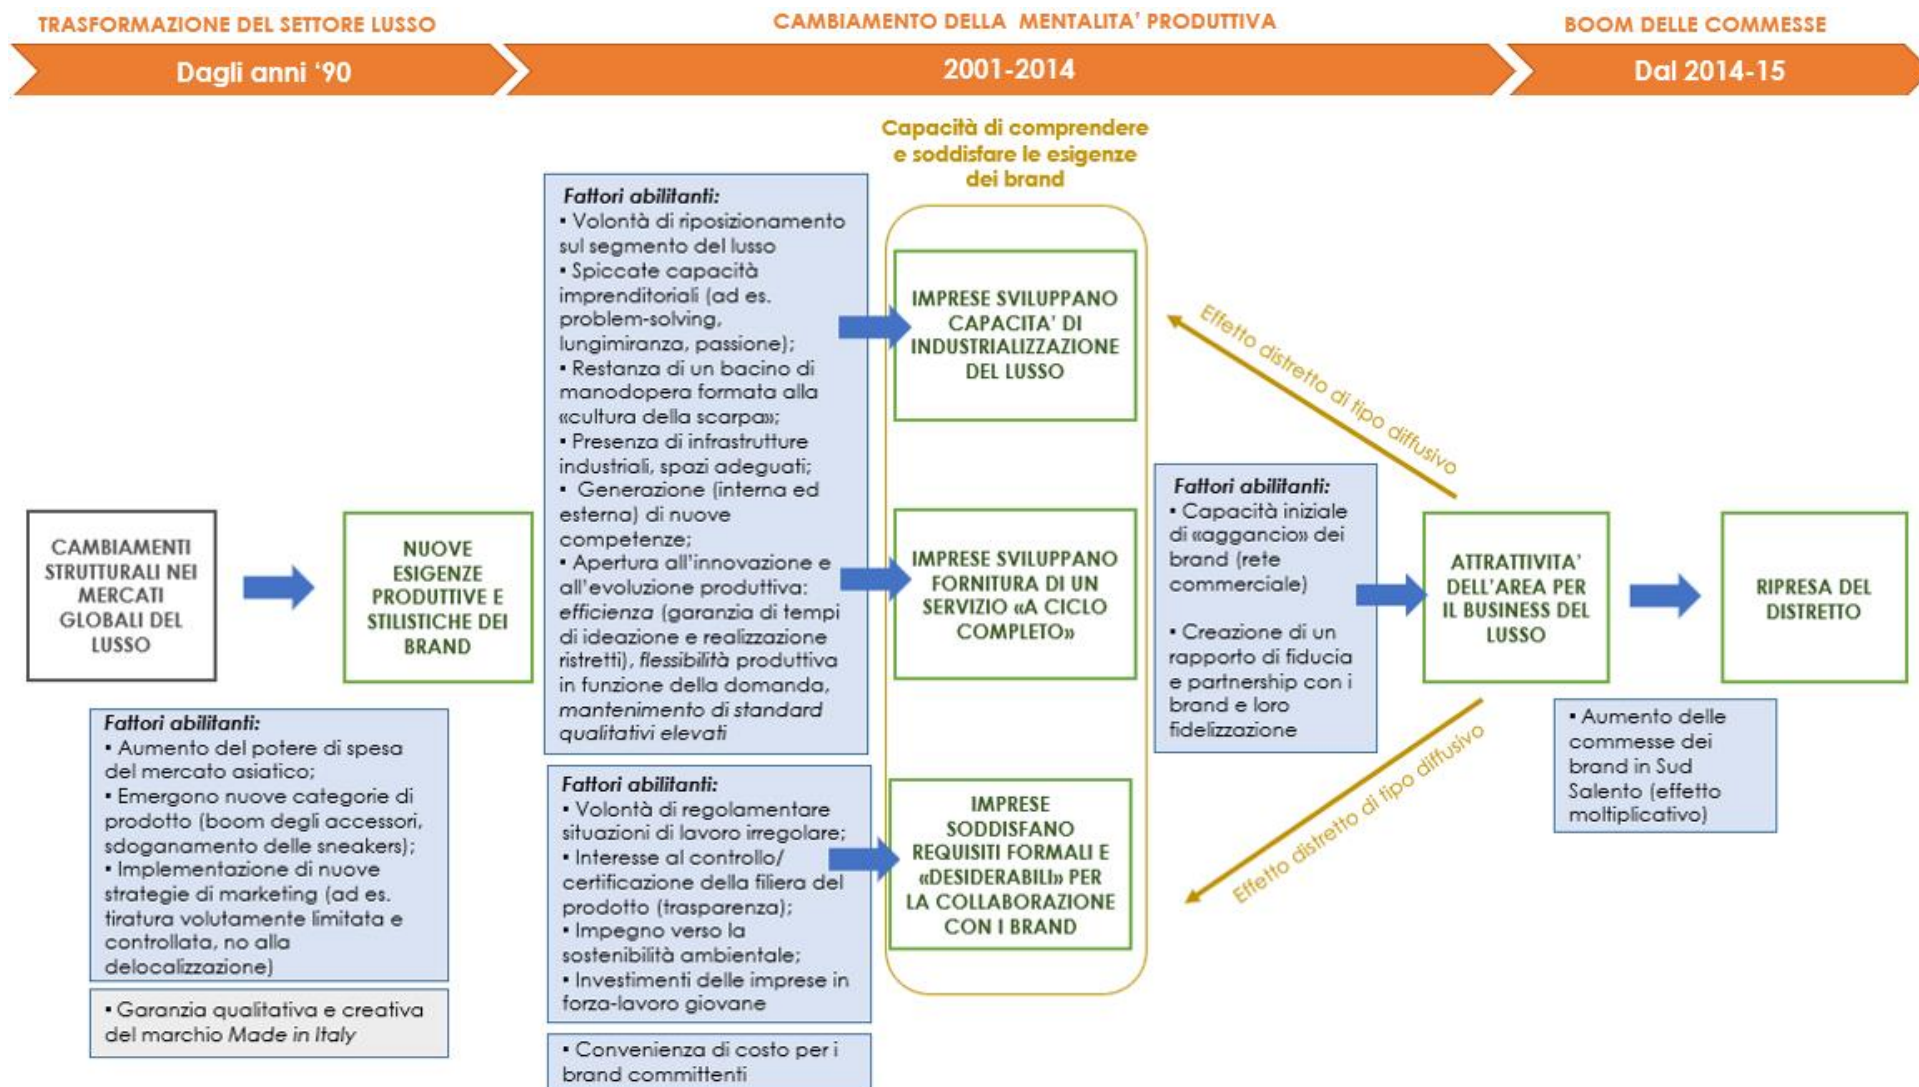 TRASFORMAZIONE DEL SETTORE LUSSO
CAMBIAMENTO DELLA MENTALITA' PRODUTTIVA
BOOM DELLE COMMESSE
Dagli anni '90
2001-2014
Dal 2014-15
Capacità di comprendere
e soddisfare le esigenze
dei brand
CAMBIAMENTI
STRUTTURALI NEI
MERCATI
GLOBALI DEL
LUSSO
NUOVE
ESIGENZE
PRODUTTIVE E
STILISTICHE DEI
BRAND
Fattori abilitanti:
▪ Aumento del potere di spesa
del mercato asiatico;
▪ Emergono nuove categorie di
prodotto (boom degli accessori,
sdoganamento delle sneakers);
▪ Implementazione di nuove
strategie di marketing (ad es.
tiratura volutamente limitata e
controllata, no alla
delocalizzazione)
▪ Garanzia qualitativa e creativa
del marchio Made in Italy
Fattori abilitanti:
▪ Volontà di riposizionamento
sul segmento del lusso
▪ Spiccate capacità
imprenditoriali (ad es.
problem-solving,
lungimiranza, passione);
▪ Restanza di un bacino di
manodopera formata alla
«cultura della scarpa»;
▪ Presenza di infrastrutture
industriali, spazi adeguati;
▪ Generazione (interna ed
esterna) di nuove
competenze;
▪ Apertura all'innovazione e
all'evoluzione produttiva:
efficienza (garanzia di tempi
di ideazione e realizzazione
ristretti), flessibilità produttiva
in funzione della domanda,
mantenimento di standard
qualitativi elevati
Fattori abilitanti:
▪ Volontà di regolamentare
situazioni di lavoro irregolare;
▪ Interesse al controllo/
certificazione della filiera del
prodotto (trasparenza);
▪ Impegno verso la
sostenibilità ambientale;
▪ Investimenti delle imprese in
forza-lavoro giovane
▪ Convenienza di costo per i
brand committenti
IMPRESE SVILUPPANO
CAPACITA' DI
INDUSTRIALIZZAZIONE
DEL LUSSO
IMPRESE SVILUPPANO
FORNITURA DI UN
SERVIZIO «A CICLO
COMPLETO»
IMPRESE
SODDISFANO
REQUISITI FORMALI E
«DESIDERABILI» PER
LA COLLABORAZIONE
CON I BRAND
Effetto distretto di tipo diffusivo
Fattori abilitanti:
▪ Capacità iniziale
di «aggancio» dei
brand (rete
commerciale)
▪ Creazione di un
rapporto di fiducia
e partnership con i
brand e loro
fidelizzazione
ATTRATTIVITA'
DELL'AREA PER
IL BUSINESS DEL
LUSSO
RIPRESA DEL
DISTRETTO
Effetto distretto di tipo diffusivo
▪ Aumento delle
commesse dei
brand in Sud
Salento (effetto
moltiplicativo)